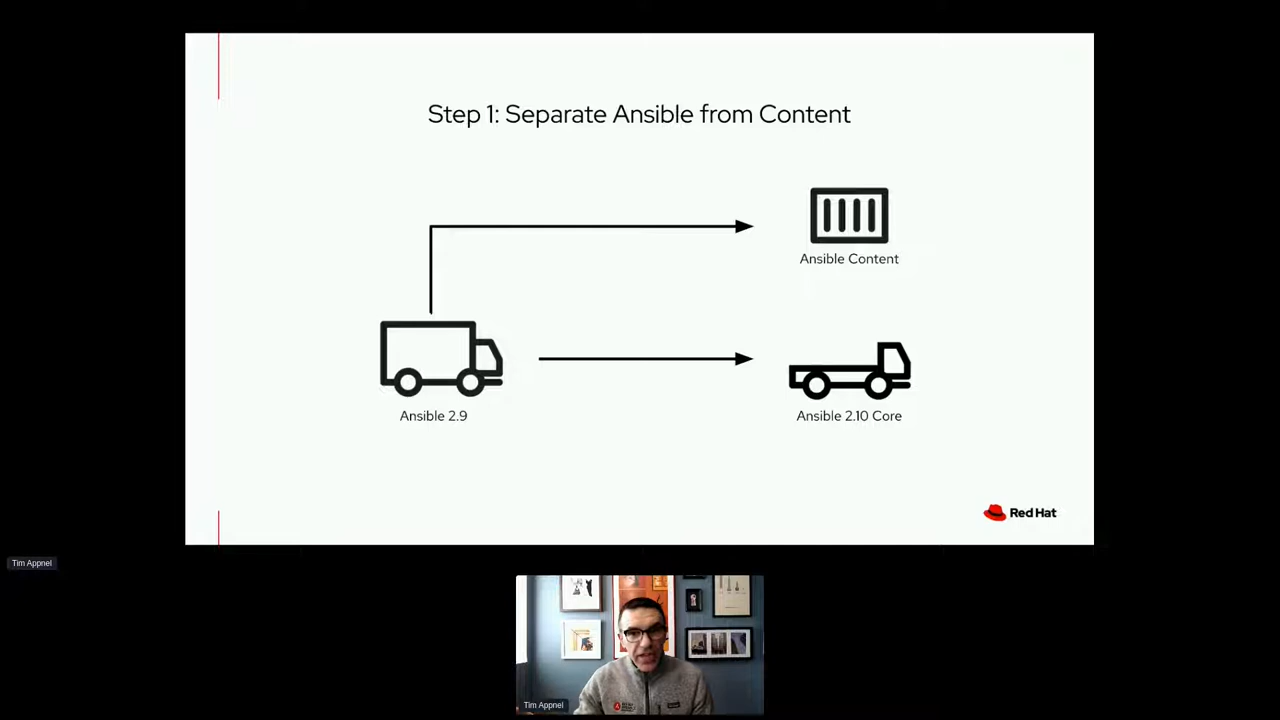 Step 1: Separate Ansible from Content
Ansible Content
Ansible 2.9
Ansible 2.10 Core
Red Hat
Tim Appnel
Tim Appnel